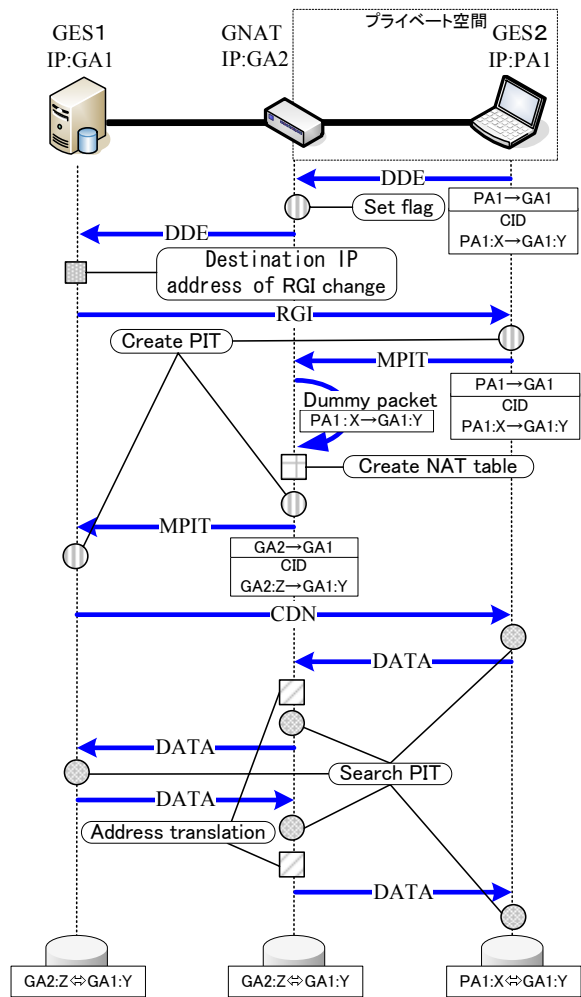 プライベート空間
GES1
IP:GA1
GNAT
IP:GA2
GES2
IP:PA1
DDE
Set flag
PA1→GA1
CID
PA1:X→GA1:Y
DDE
Destination IP
address of RGI change
RGI
Create PIT
MPIT
Dummy packet
PA1:X→GA1:Y
PA1→GA1
CID
PA1:X→GA1:Y
Create NAT table
MPIT
GA2→GA1
CID
GA2:Z→GA1:Y
CDN
DATA
DATA
Search PIT
DATA
Address translation
DATA
GA2:Z⇔GA1:Y
GA2:Z⇔GA1:Y
PA1:X⇔GA1:Y